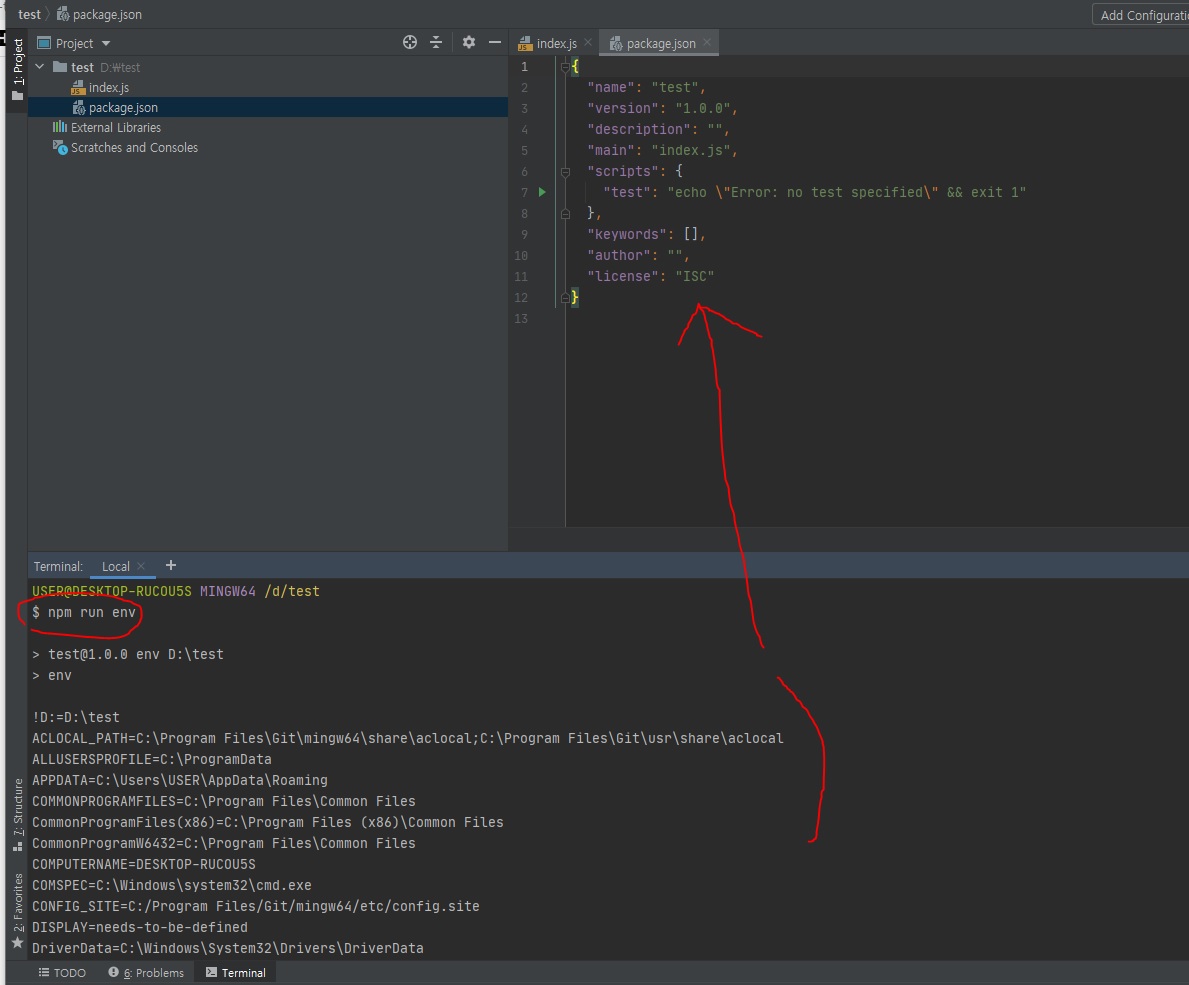 test
package.json
Add Configurati
1: Project
Project
index.js
package.json
test D:₩test
index.js
package.json
External Libraries
Scratches and Consoles
1 {
2 "name": "test",
3 "version": "1.0.0",
4 "description": "",
5 "main": "index.js",
6 "scripts": {
7 "test": "echo \"Error: no test specified\" && exit 1"
8 },
9 "keywords": [],
10 "author": "",
11 "license": "ISC"
12 }
13
Terminal: Local
USER@DESKTOP-RUCOU5S MINGW64 /d/test
$ npm run env
> test@1.0.0 env D:\test
> env
!D:=D:\test
ACLOCAL_PATH=C:\Program Files\Git\mingw64\share\aclocal;C:\Program Files\Git\usr\share\aclocal
ALLUSERSPROFILE=C:\ProgramData
APPDATA=C:\Users\USER\AppData\Roaming
COMMONPROGRAMFILES=C:\Program Files\Common Files
CommonProgramFiles(x86)=C:\Program Files (x86)\Common Files
CommonProgramW6432=C:\Program Files\Common Files
COMPUTERNAME=DESKTOP-RUCOU5S
COMSPEC=C:\Windows\system32\cmd.exe
CONFIG_SITE=C:/Program Files/Git/mingw64/etc/config.site
DISPLAY=needs-to-be-defined
DriverData=C:\Windows\System32\Drivers\DriverData
7: Structure
2: Favorites
TODO
6: Problems
Terminal